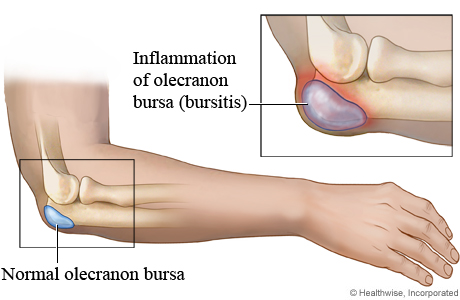 Inflammation
of olecranon
bursa (bursitis)
Normal olecranon bursa
© Healthwise, Incorporated